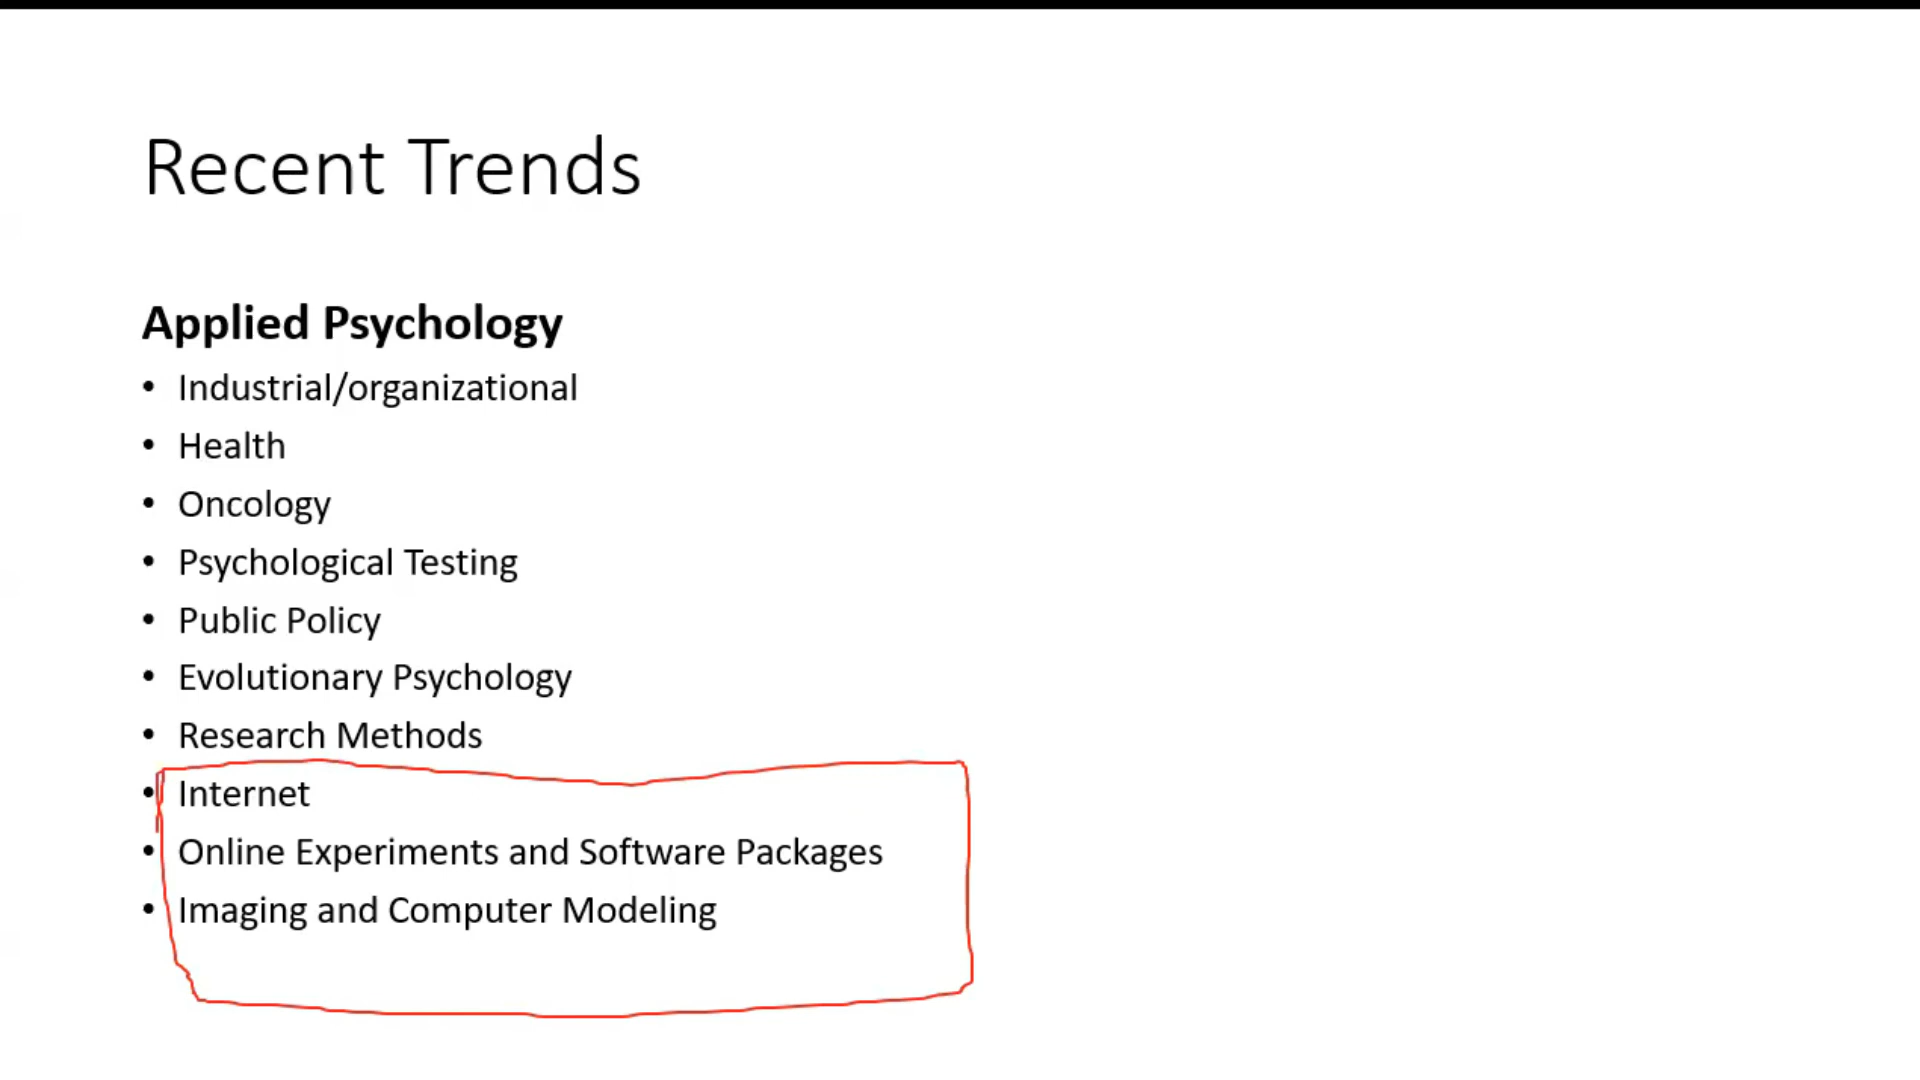 Recent Trends
Applied Psychology
• Industrial/organizational
• Health
• Oncology
• Psychological Testing
• Public Policy
• Evolutionary Psychology
• Research Methods
• Internet
• Online Experiments and Software Packages
• Imaging and Computer Modeling